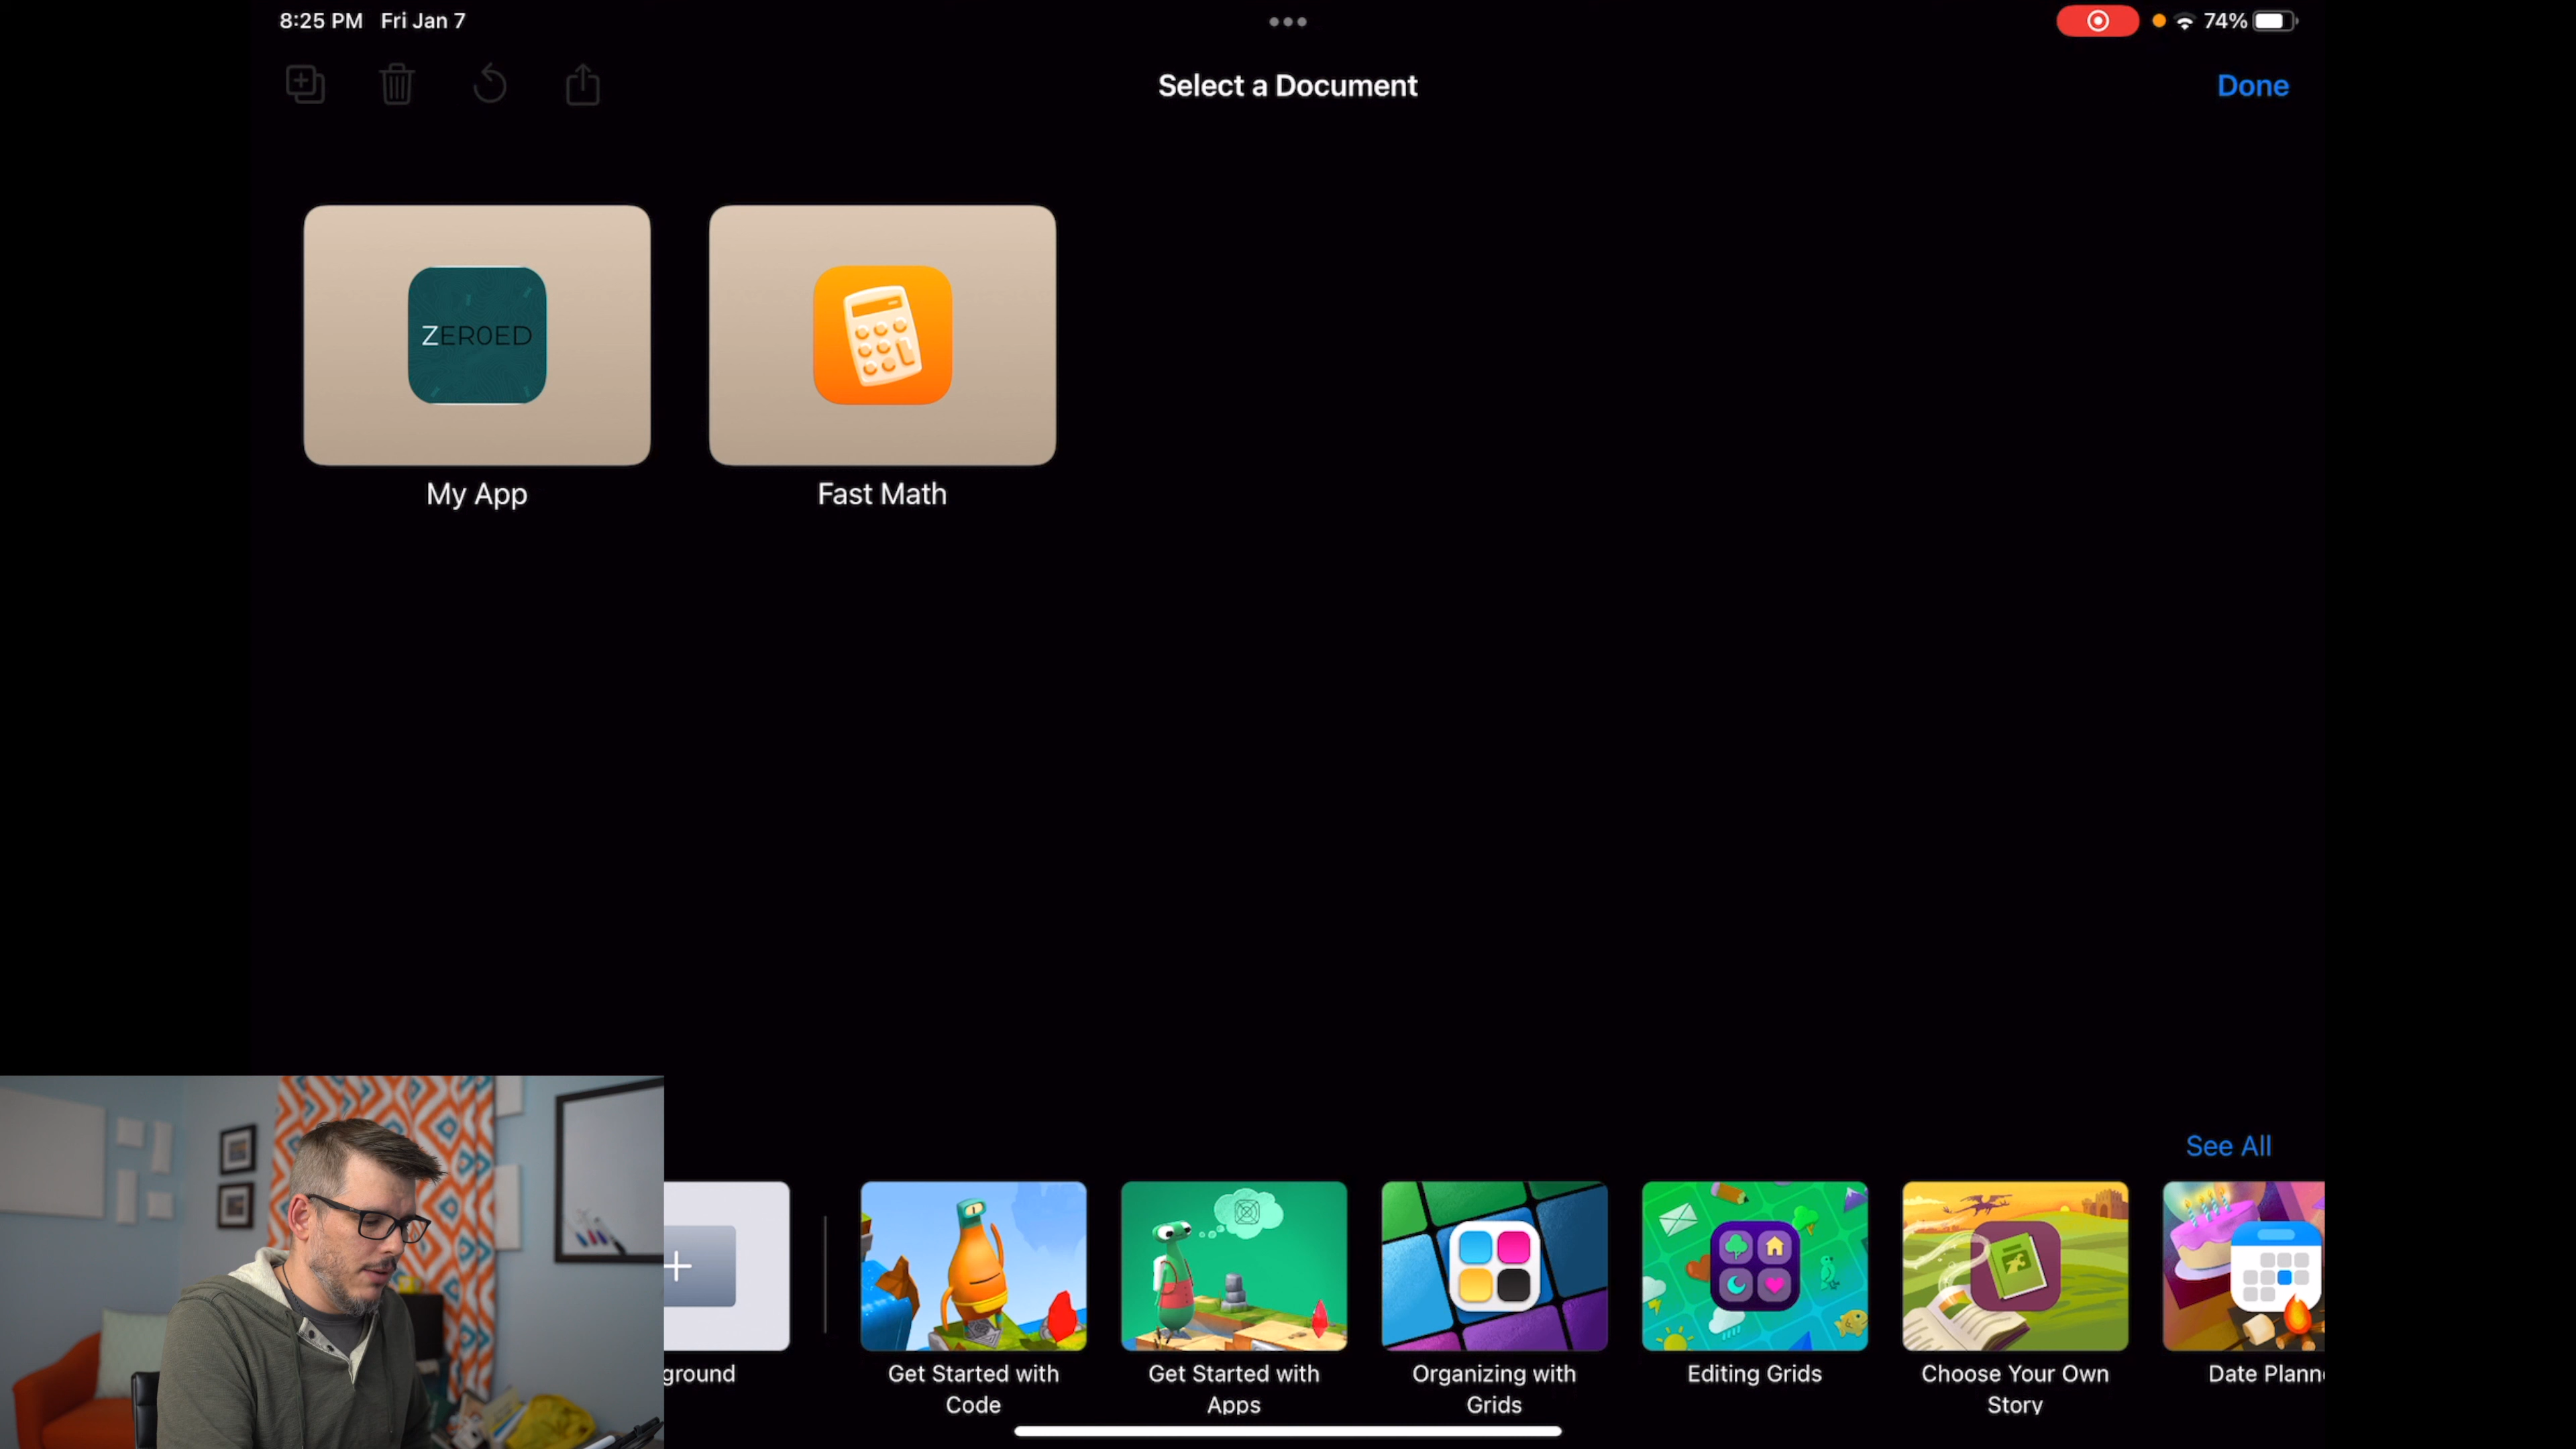 8:25 PM Fri Jan 7
74%
Select a Document
Done
ZER0ED
My App
Fast Math
See All
ground
Get Started with
Code
Get Started with
Apps
Organizing with
Grids
Editing Grids
Choose Your Own
Story
Date Plann